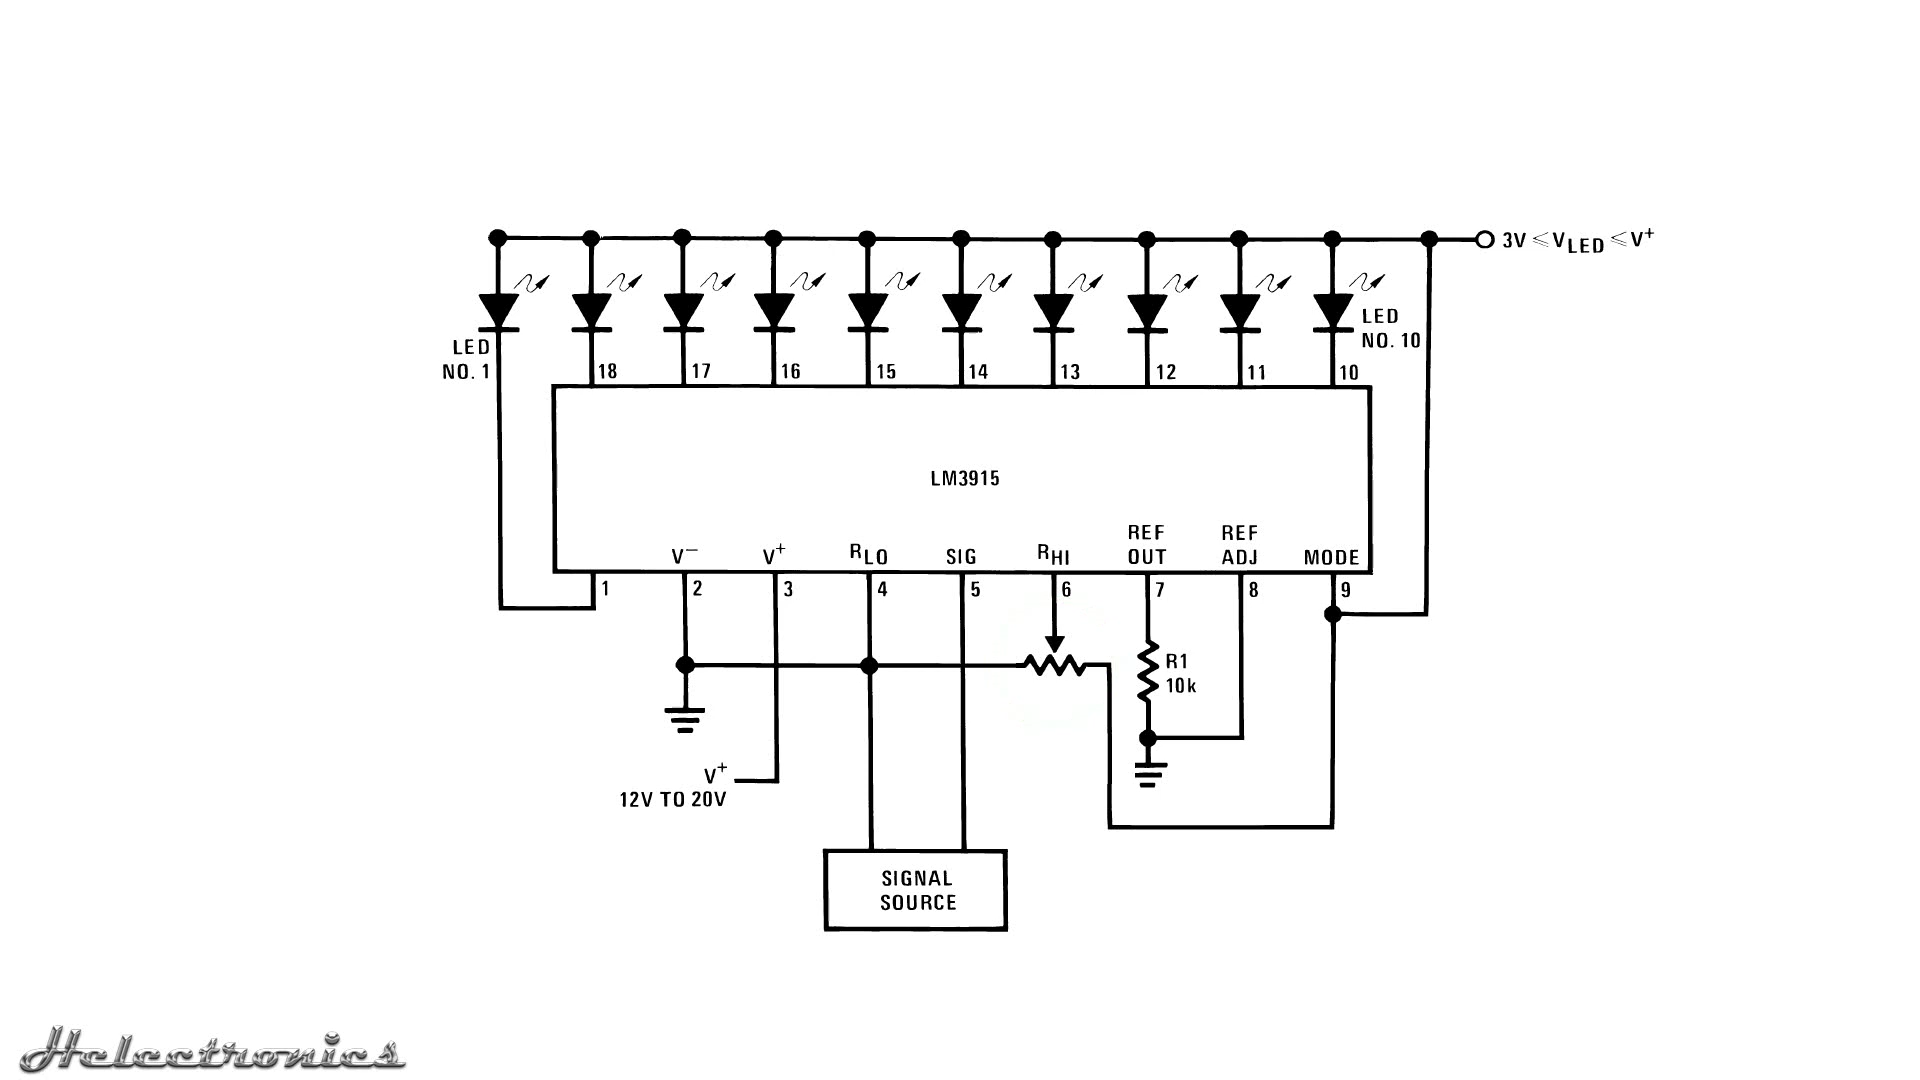 3V ≤VLED ≤V+
LED
NO. 1
LED
NO. 10
18 17 16 15 14 13 12 11 10
LM3915
V− V+ RLO SIG RHI REF OUT REF ADJ MODE
1 2 3 4 5 6 7 8 9
R1
10k
V+
12V TO 20V
SIGNAL
SOURCE
Helectronics